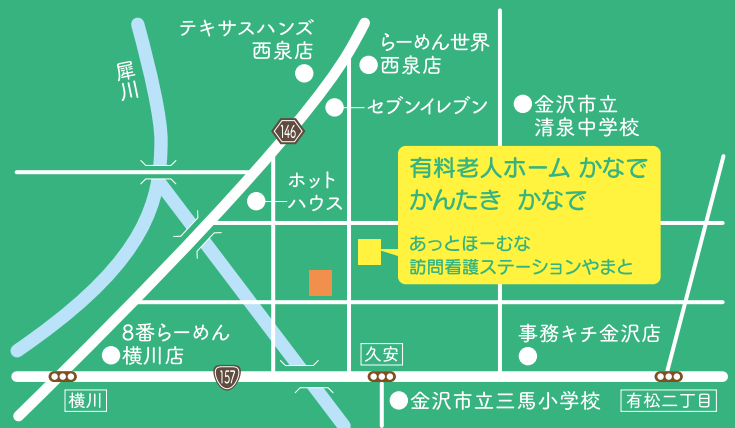 テキサスハンズ
西泉店
らーめん世界
西泉店
犀川
セブンイレブン
金沢市立
清泉中学校
146
有料老人ホーム かなで
かんたき かなで
ホット
ハウス
あっとほーむな
訪問看護ステーションやまと
8番らーめん
横川店
事務キチ金沢店
久安
157
横川
金沢市立三馬小学校
有松二丁目